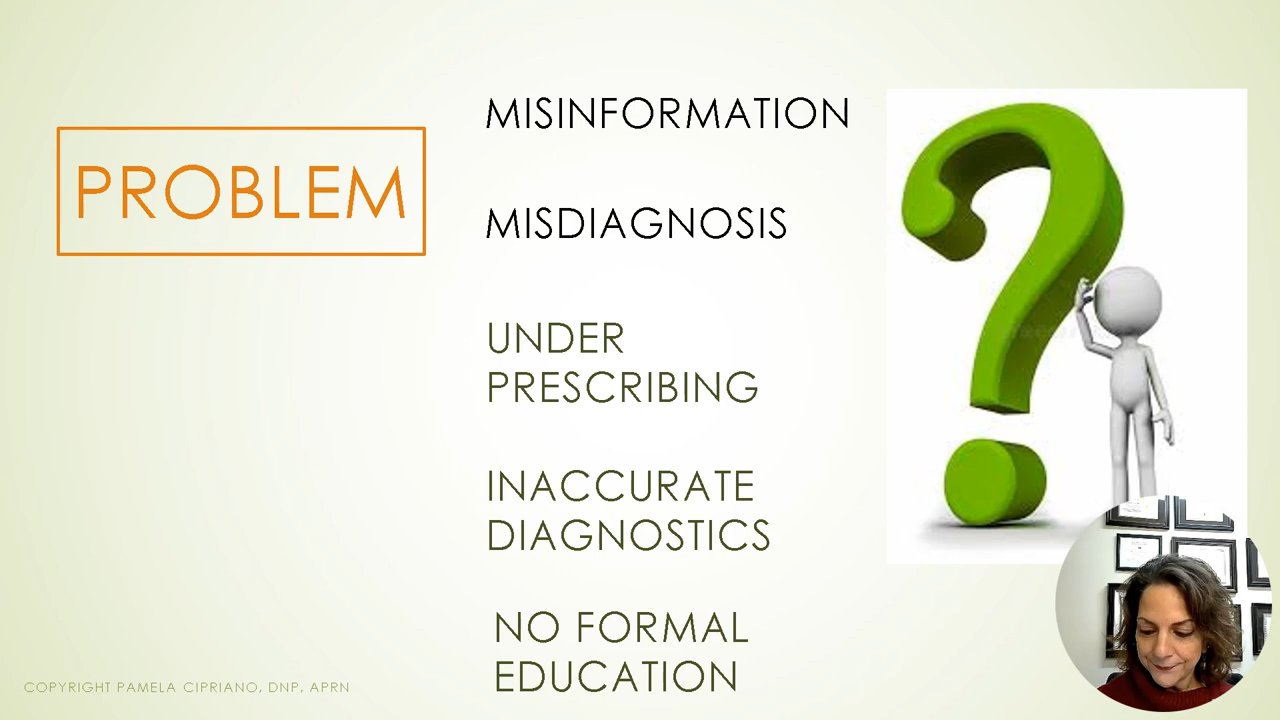 PROBLEM
MISINFORMATION
MISDIAGNOSIS
UNDER
PRESCRIBING
INACCURATE
DIAGNOSTICS
NO FORMAL
EDUCATION
COPYRIGHT PAMELA CIPRIANO, DNP, APRN